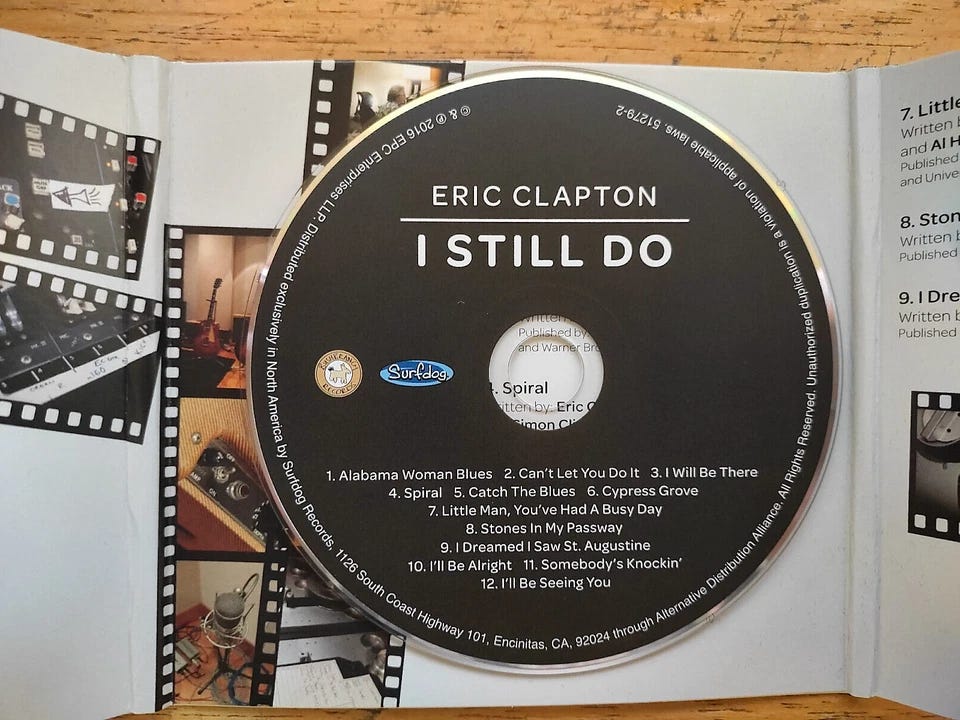 ERIC CLAPTON
I STILL DO
Written
Published by
and Warner Bro
4. Spiral
itten by: Eric C
Simon Cli
BUSHBRANCH RECORDS
Surfdog
1. Alabama Woman Blues 2. Can't Let You Do It 3. I Will Be There
4. Spiral 5. Catch The Blues 6. Cypress Grove
7. Little Man, You've Had A Busy Day
8. Stones In My Passway
9. I Dreamed I Saw St. Augustine
10. I'll Be Alright 11. Somebody's Knockin'
12. I'll Be Seeing You
© & ℗ 2016 EPC Enterprises LLP. Distributed exclusively in North America by Surfdog Records, 1126 South Coast Highway 101, Encinitas, CA, 92024 through Alternative Distribution Alliance. All Rights Reserved. Unauthorized duplication is a violation of applicable laws. 51279-2
7. Little
Written b
and Al H
Published
and Unive
8. Ston
Written b
Published
9. I Dre
Written b
Published